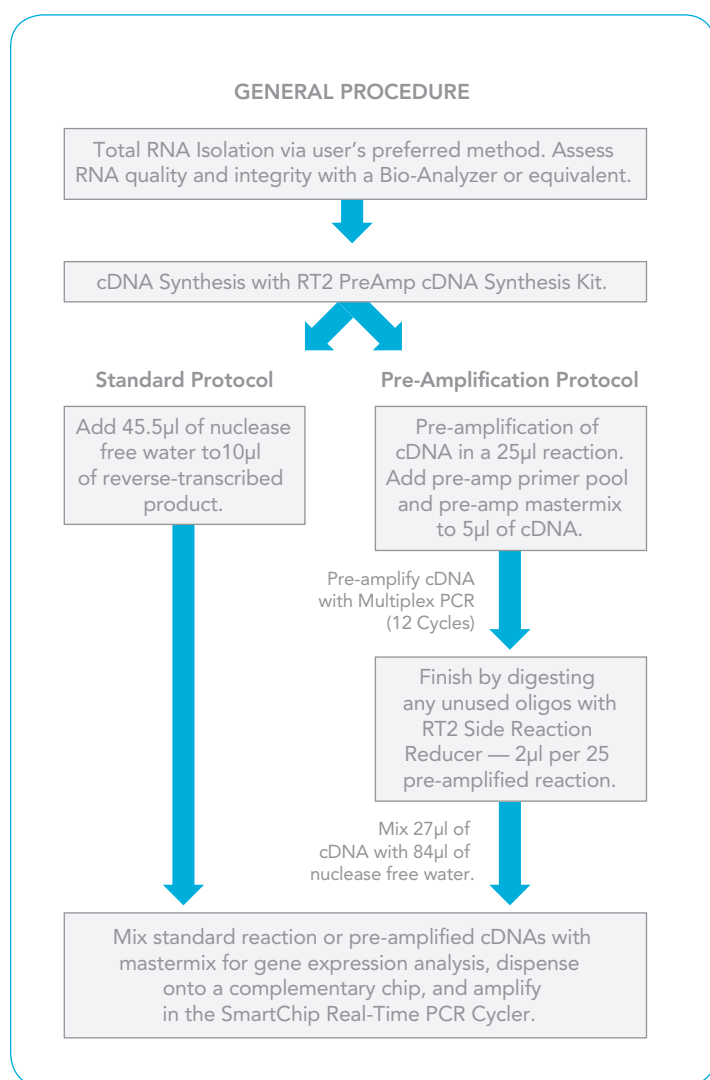 GENERAL PROCEDURE
Total RNA Isolation via user’s preferred method. Assess
RNA quality and integrity with a Bio-Analyzer or equivalent.
cDNA Synthesis with RT2 PreAmp cDNA Synthesis Kit.
Standard Protocol
Add 45.5µl of nuclease
free water to10µl
of reverse-transcribed
product.
Pre-Amplification Protocol
Pre-amplification of
cDNA in a 25µl reaction.
Add pre-amp primer pool
and pre-amp mastermix
to 5µl of cDNA.
Pre-amplify cDNA
with Multiplex PCR
(12 Cycles)
Finish by digesting
any unused oligos with
RT2 Side Reaction
Reducer — 2µl per 25
pre-amplified reaction.
Mix 27µl of
cDNA with 84µl of
nuclease free water.
Mix standard reaction or pre-amplified cDNAs with
mastermix for gene expression analysis, dispense
onto a complementary chip, and amplify
in the SmartChip Real-Time PCR Cycler.